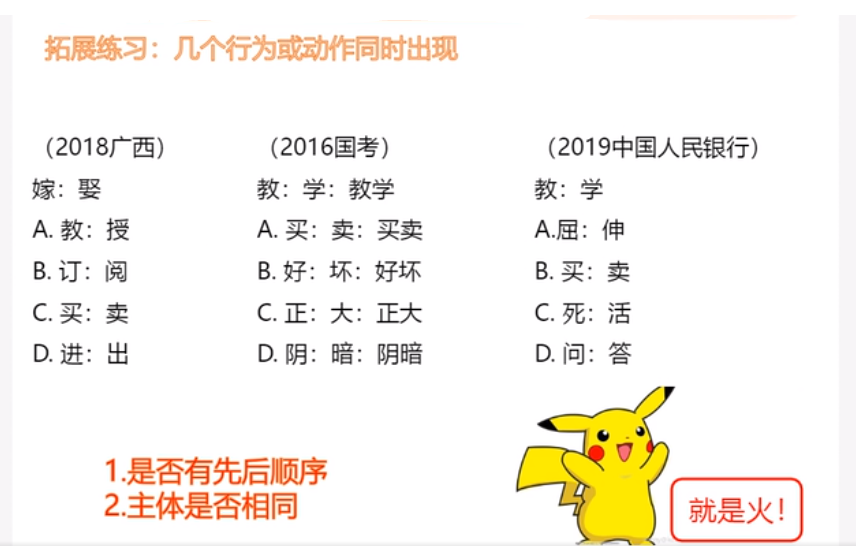 拓展练习：几个行为或动作同时出现
（2018广西）
嫁：娶
A. 教：授
B. 订：阅
C. 买：卖
D. 进：出
（2016国考）
教：学：教学
A. 买：卖：买卖
B. 好：坏：好坏
C. 正：大：正大
D. 阴：暗：阴暗
（2019中国人民银行）
教：学
A.屈：伸
B. 买：卖
C. 死：活
D. 问：答
1.是否有先后顺序
2.主体是否相同
就是火！